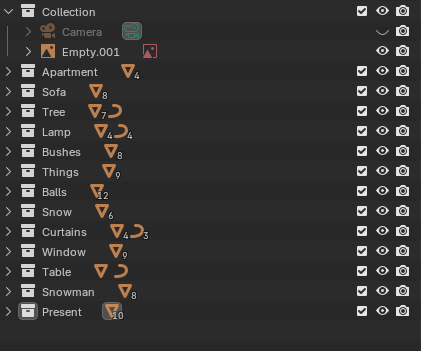 Collection
Camera
Empty.001
Apartment 4
Sofa 8
Tree 7
Lamp 4 4
Bushes 8
Things 9
Balls 12
Snow 6
Curtains 4 3
Window 9
Table
Snowman 8
Present 10